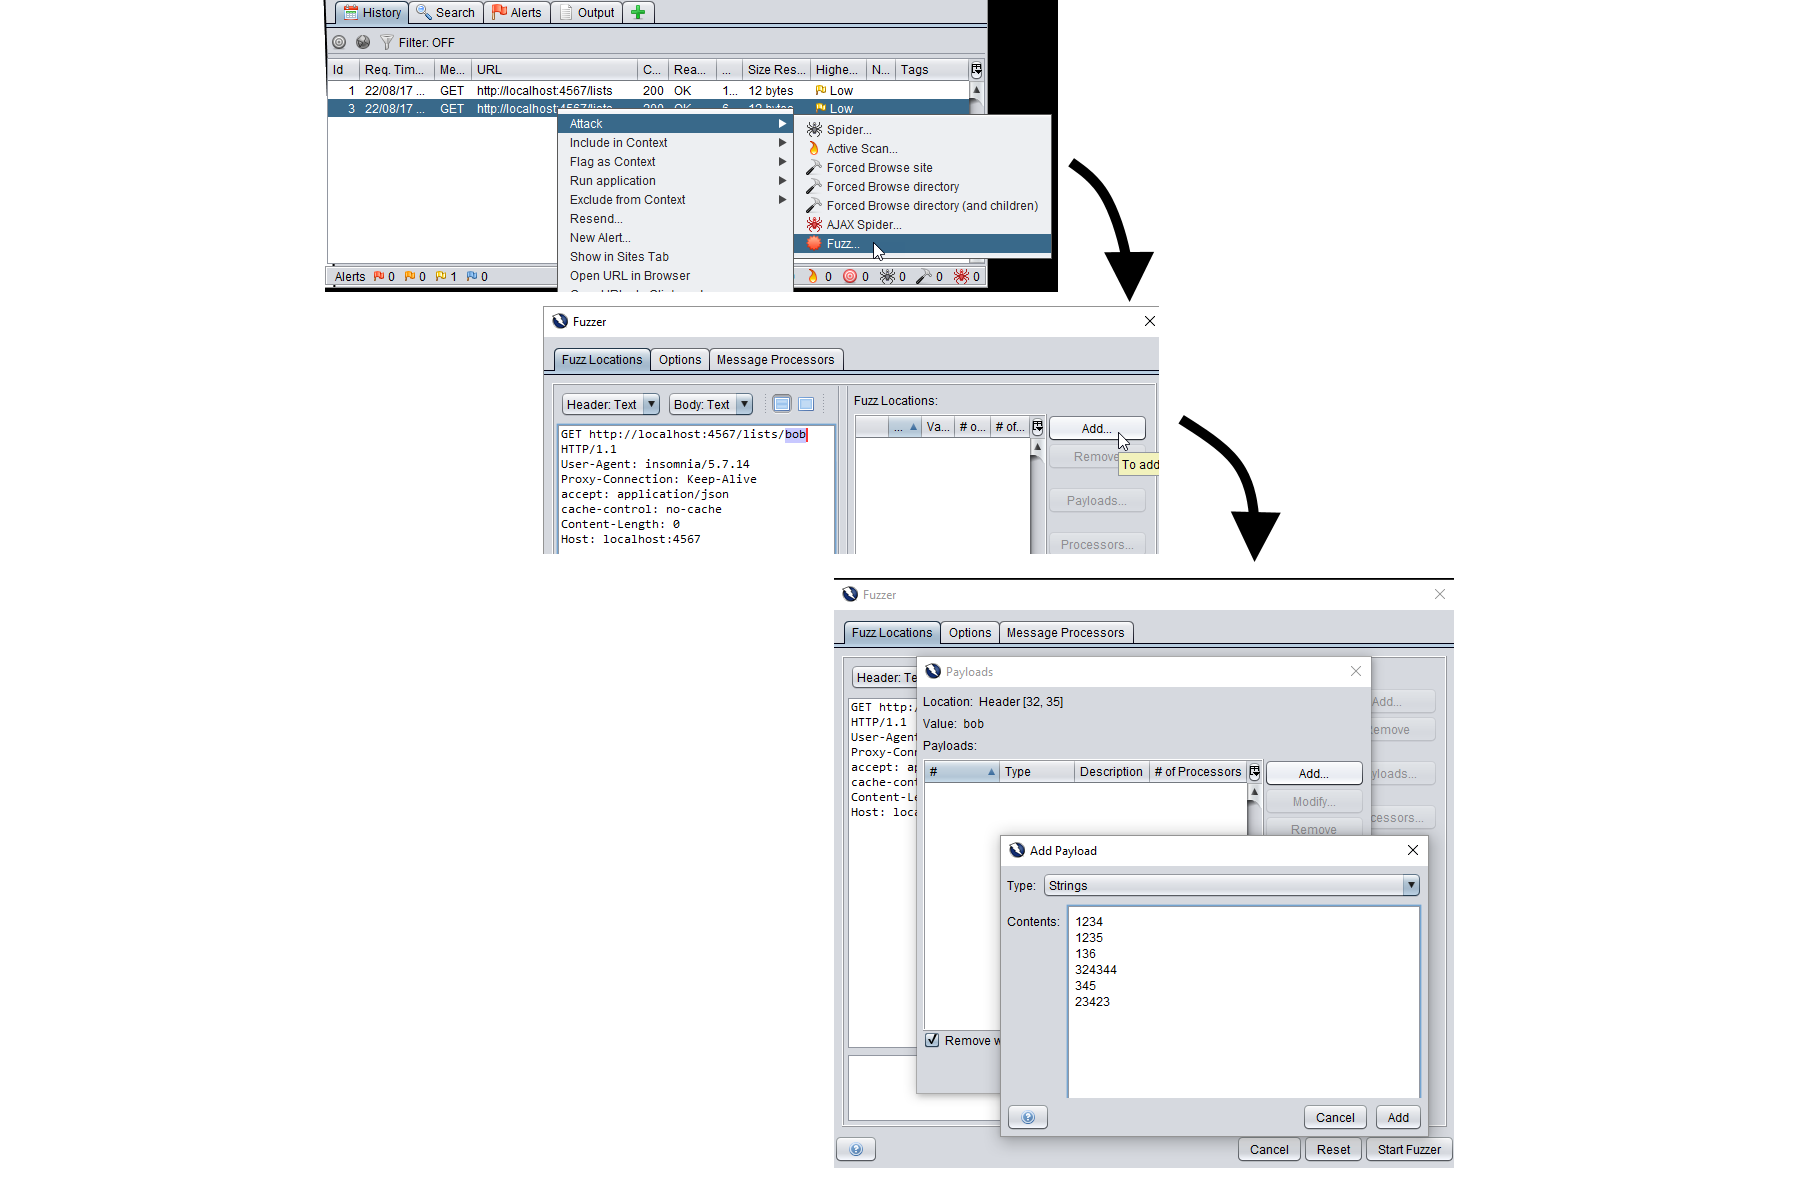 History Search Alerts Output
Filter: OFF
Id Req. Tim... Me... URL C... Rea... ... Size Res... Highe... N... Tags
1 22/08/17 ... GET http://localhost:4567/lists 200 OK 1... 12 bytes Low
3 22/08/17 ... GET http://localhost:4567/lists 200 OK 12 bytes Low
Attack
Include in Context
Flag as Context
Run application
Exclude from Context
Resend...
New Alert...
Show in Sites Tab
Open URL in Browser
Spider...
Active Scan...
Forced Browse site
Forced Browse directory
Forced Browse directory (and children)
AJAX Spider...
Fuzz...
Alerts 0 0 1 0 0 0 0 0 0
Fuzzer
Fuzz Locations Options Message Processors
Header: Text Body: Text
GET http://localhost:4567/lists/bob
HTTP/1.1
User-Agent: insomnia/5.7.14
Proxy-Connection: Keep-Alive
accept: application/json
cache-control: no-cache
Content-Length: 0
Host: localhost:4567
Fuzz Locations:
... Va... # o... # of...
Add...
Remove
To add
Payloads...
Processors...
Fuzzer
Fuzz Locations Options Message Processors
Header: Te
GET http:/
HTTP/1.1
User-Agent
Proxy-Conn
accept: ap
cache-cont
Content-Le
Host: loca
Add...
emove
yloads...
cessors...
Payloads
Location: Header [32, 35]
Value: bob
Payloads:
# Type Description # of Processors
Add...
Modify...
Remove
Remove w
Add Payload
Type: Strings
Contents:
1234
1235
136
324344
345
23423
Cancel Add
Cancel Reset Start Fuzzer